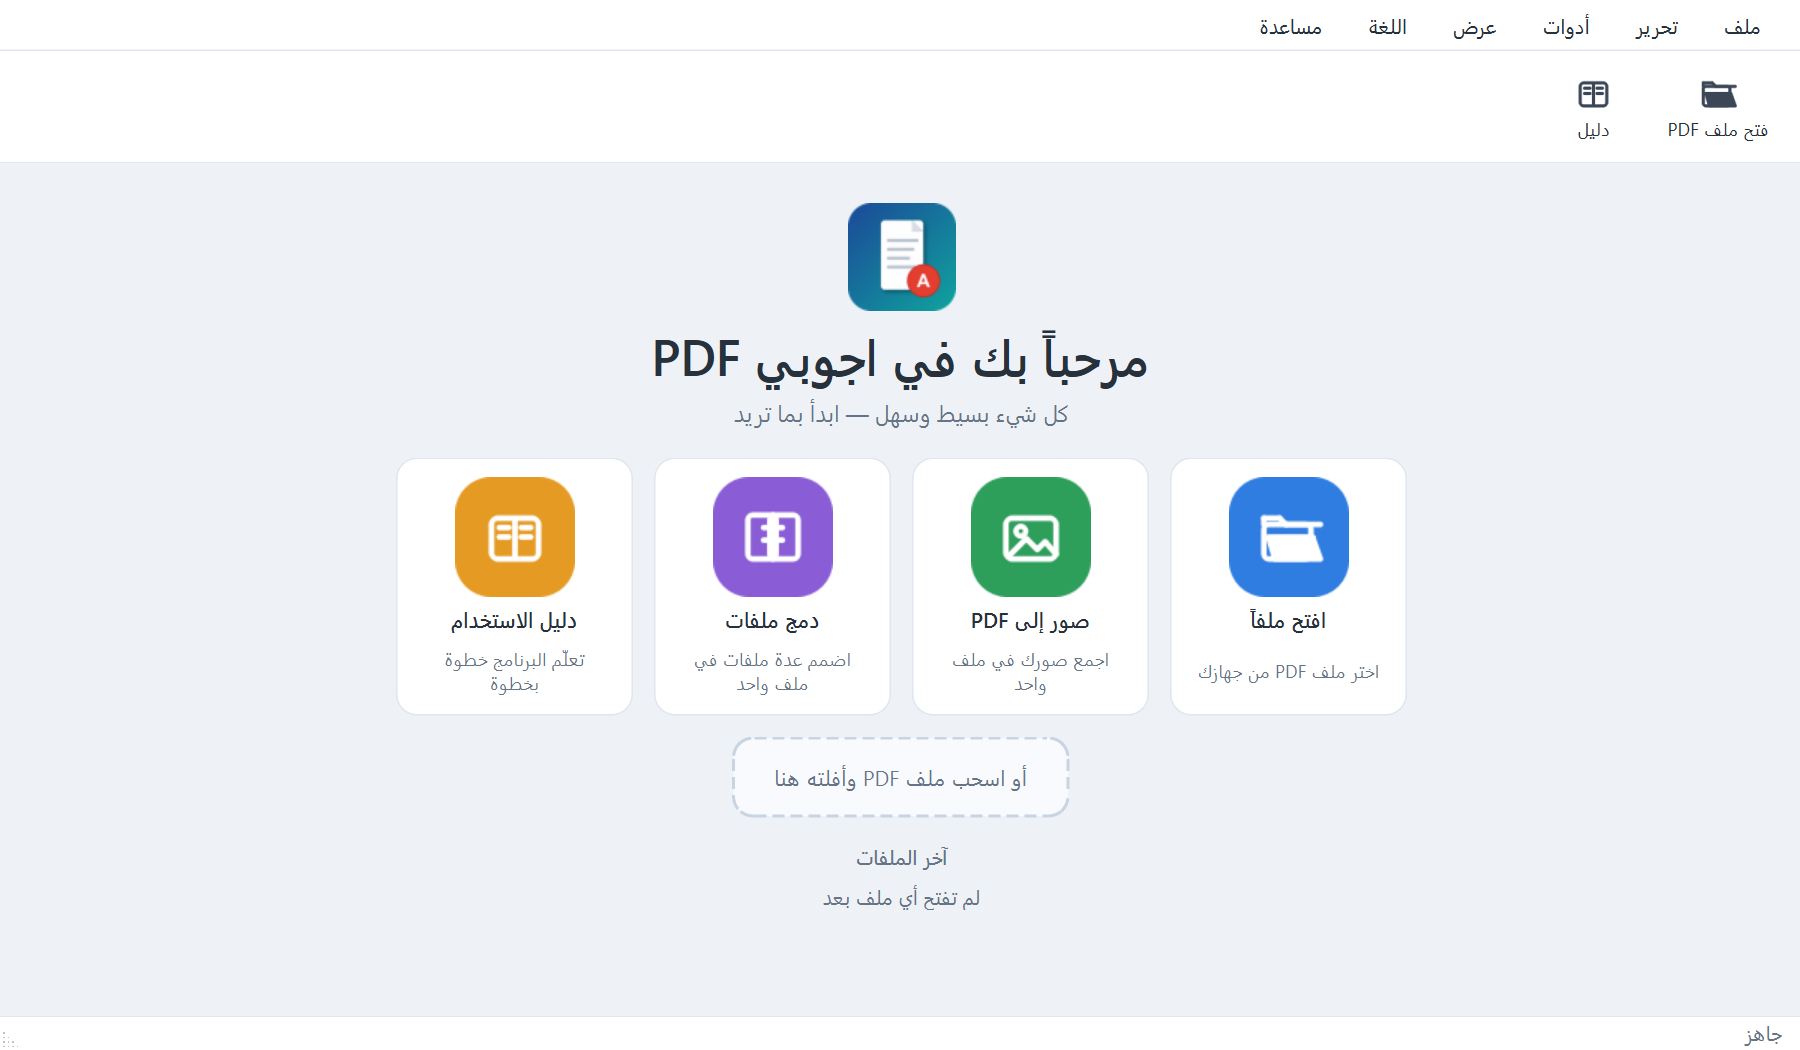 ملف
تحرير
أدوات
عرض
اللغة
مساعدة
فتح ملف PDF
دليل
A
مرحباً بك في اجوبي PDF
كل شيء بسيط وسهل — ابدأ بما تريد
افتح ملفاً
اختر ملف PDF من جهازك
صور إلى PDF
اجمع صورك في ملف
واحد
دمج ملفات
اضمم عدة ملفات في
ملف واحد
دليل الاستخدام
تعلّم البرنامج خطوة
بخطوة
أو اسحب ملف PDF وأفلته هنا
آخر الملفات
لم تفتح أي ملف بعد
جاهز